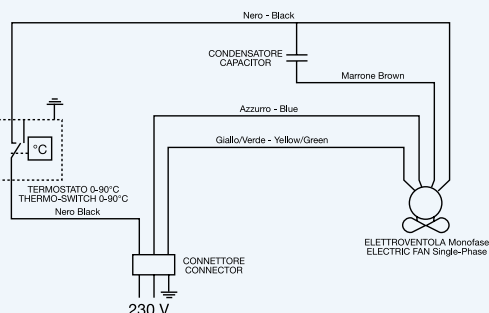 Nero - Black
CONDENSATORE
CAPACITOR
Marrone Brown
Azzurro - Blue
Giallo/Verde - Yellow/Green
°C
TERMOSTATO 0-90°C
THERMO-SWITCH 0-90°C
Nero Black
ELETTROVENTOLA Monofase
ELECTRIC FAN Single-Phase
CONNETTORE
CONNECTOR
230 V